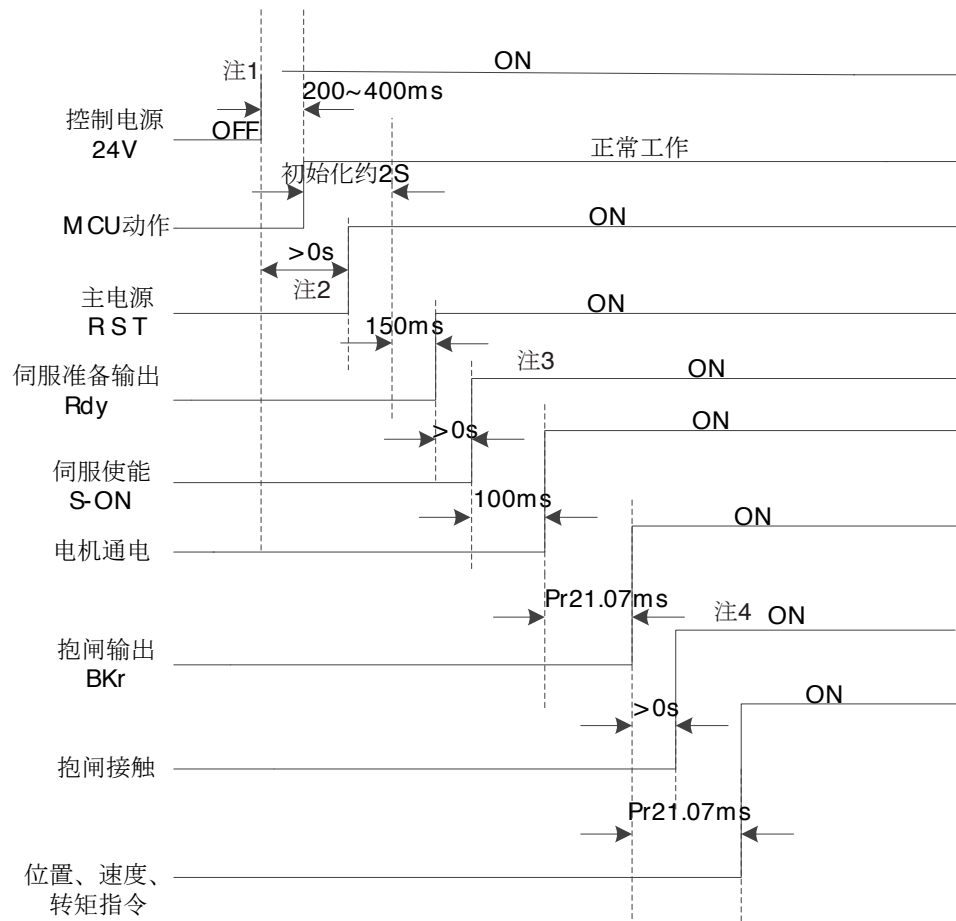 注1
ON
200~400ms
控制电源
24V
OFF
正常工作
初始化约2S
MCU动作
ON
>0s
注2
主电源
R S T
ON
150ms
注3
伺服准备输出
Rdy
ON
>0s
ON
伺服使能
S-ON
100ms
ON
电机通电
Pr21.07ms
注4
ON
抱闸输出
BKr
>0s
ON
抱闸接触
Pr21.07ms
位置、速度、
转矩指令